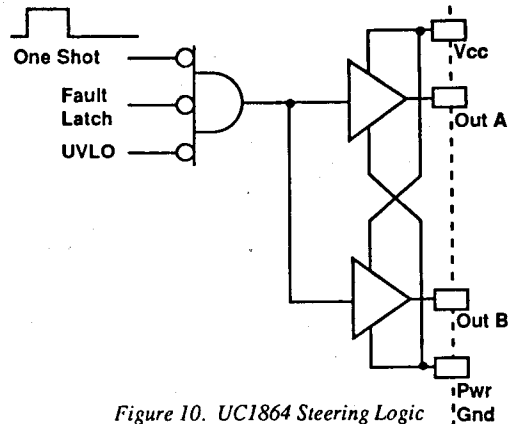 One Shot
Fault
Latch
UVLO
Vcc
Out A
Out B
Pwr
Gnd
Figure 10. UC1864 Steering Logic